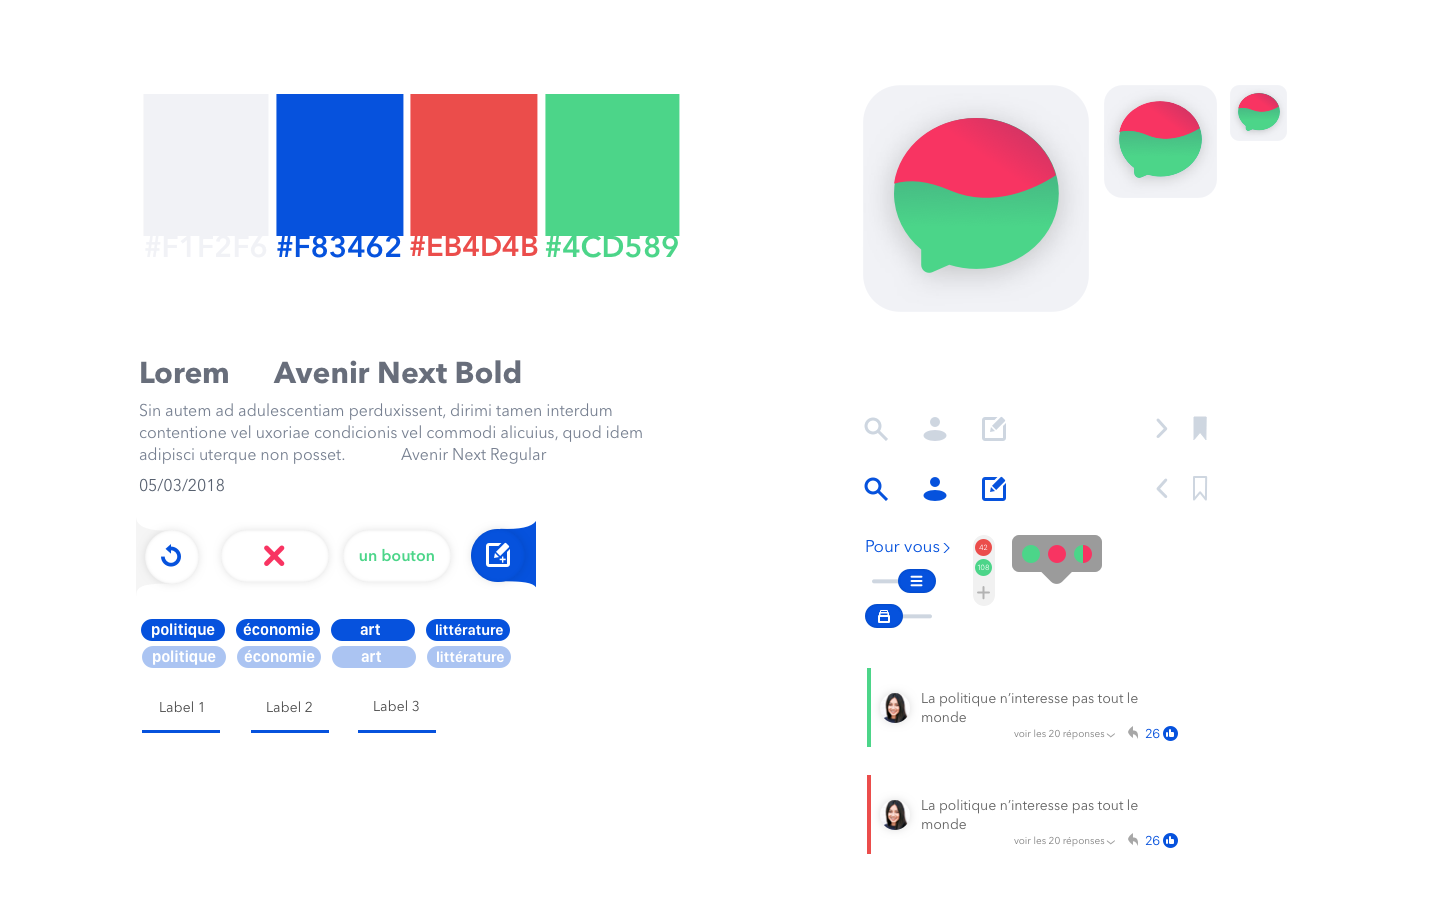 #F1F2F6 #F83462 #EB4D4B #4CD589
Lorem Avenir Next Bold
Sin autem ad adulescentiam perduxissent, dirimi tamen interdum
contentione vel uxoriae condicionis vel commodi alicuius, quod idem
adipisci uterque non posset. Avenir Next Regular
05/03/2018
un bouton
politique économie art littérature
politique économie art littérature
Label 1 Label 2 Label 3
Pour vous
42
108
La politique n’interesse pas tout le
monde
voir les 20 réponses 26
La politique n’interesse pas tout le
monde
voir les 20 réponses 26